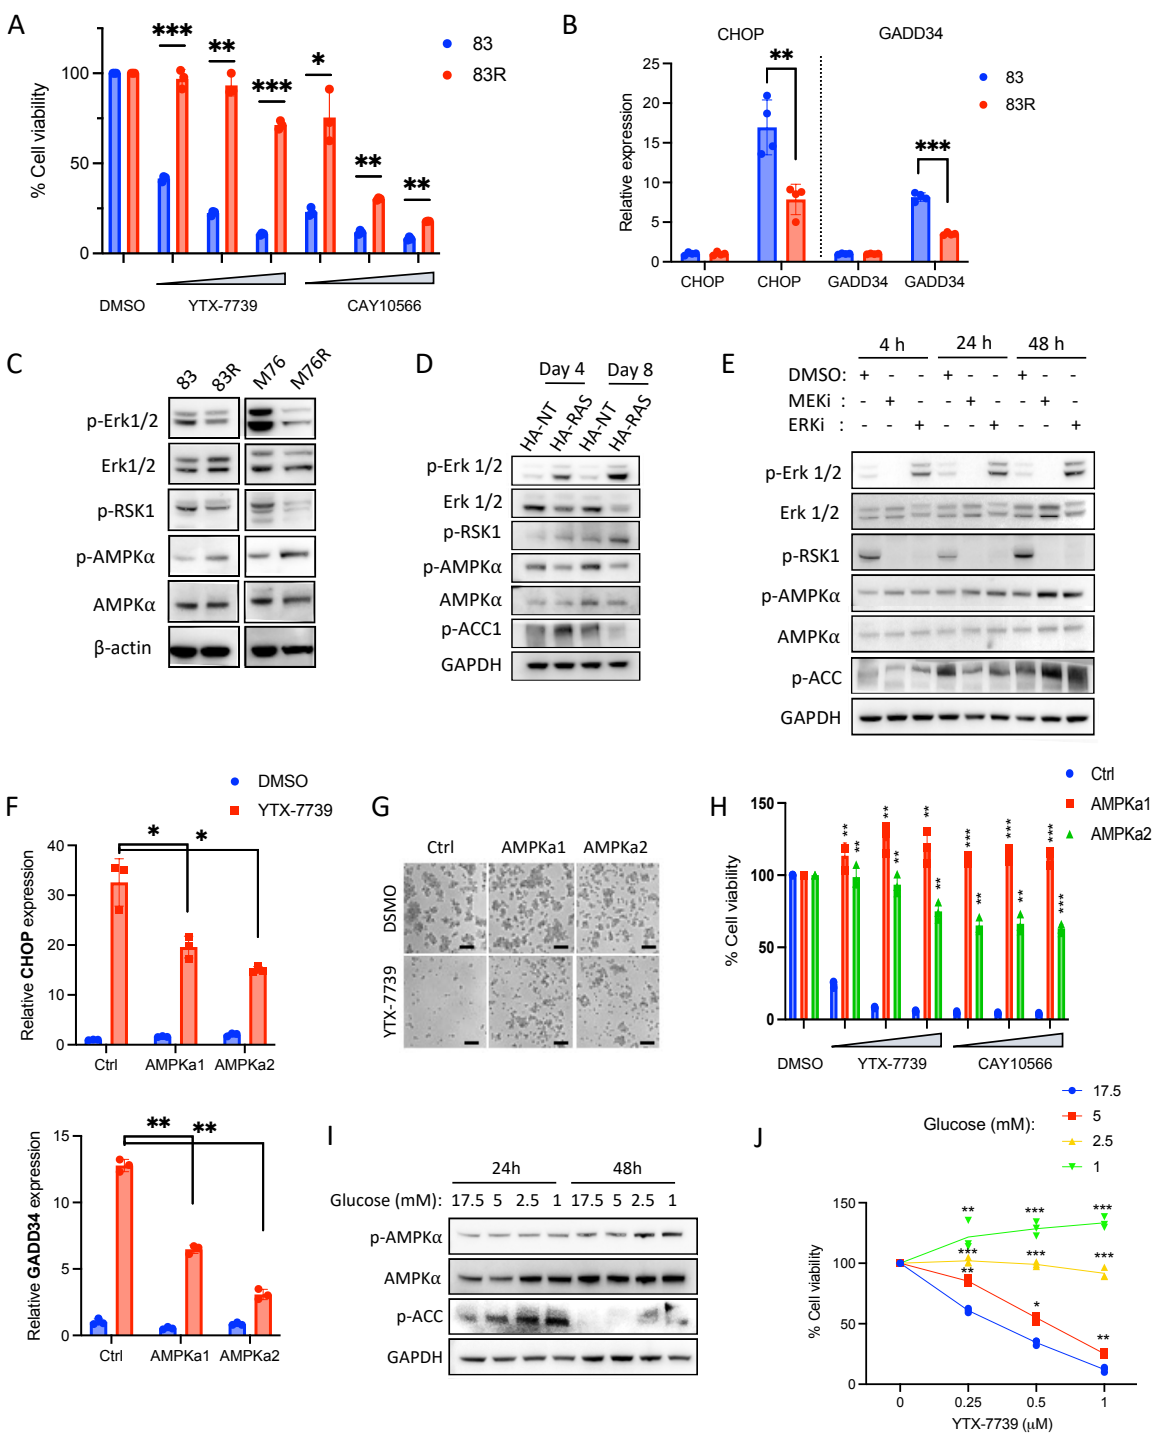 A
% Cell viability
100
50
0
*** ** *** * ** **
83
83R
DMSO YTX-7739 CAY10566
B
CHOP GADD34
Relative expression
25
20
15
10
5
0
** ***
83
83R
CHOP CHOP GADD34 GADD34
C
83 83R M76 M76R
p-Erk1/2
Erk1/2
p-RSK1
p-AMPKα
AMPKα
β-actin
D
Day 4 Day 8
HA-NT HA-RAS HA-NT HA-RAS
p-Erk 1/2
Erk 1/2
p-RSK1
p-AMPKα
AMPKα
p-ACC1
GAPDH
E
4 h 24 h 48 h
DMSO: + - - + - - + - -
MEKi : - + - - + - - + -
ERKi : - - + - - + - - +
p-Erk 1/2
Erk 1/2
p-RSK1
p-AMPKα
AMPKα
p-ACC
GAPDH
F
DMSO
YTX-7739
Relative CHOP expression
40
30
20
10
0
* *
Ctrl AMPKa1 AMPKa2
Relative GADD34 expression
15
10
5
0
** **
Ctrl AMPKa1 AMPKa2
G
Ctrl AMPKa1 AMPKa2
DSMO
YTX-7739
H
Ctrl
AMPKa1
AMPKa2
% Cell viability
150
100
50
0
** ** ** ** ** ** *** ** *** ** *** ***
DMSO YTX-7739 CAY10566
I
24h 48h
Glucose (mM): 17.5 5 2.5 1 17.5 5 2.5 1
p-AMPKα
AMPKα
p-ACC
GAPDH
J
Glucose (mM):
17.5
5
2.5
1
% Cell viability
150
100
50
0
** *** ***
*** *** ***
** * **
0 0.25 0.5 1
YTX-7739 (μM)